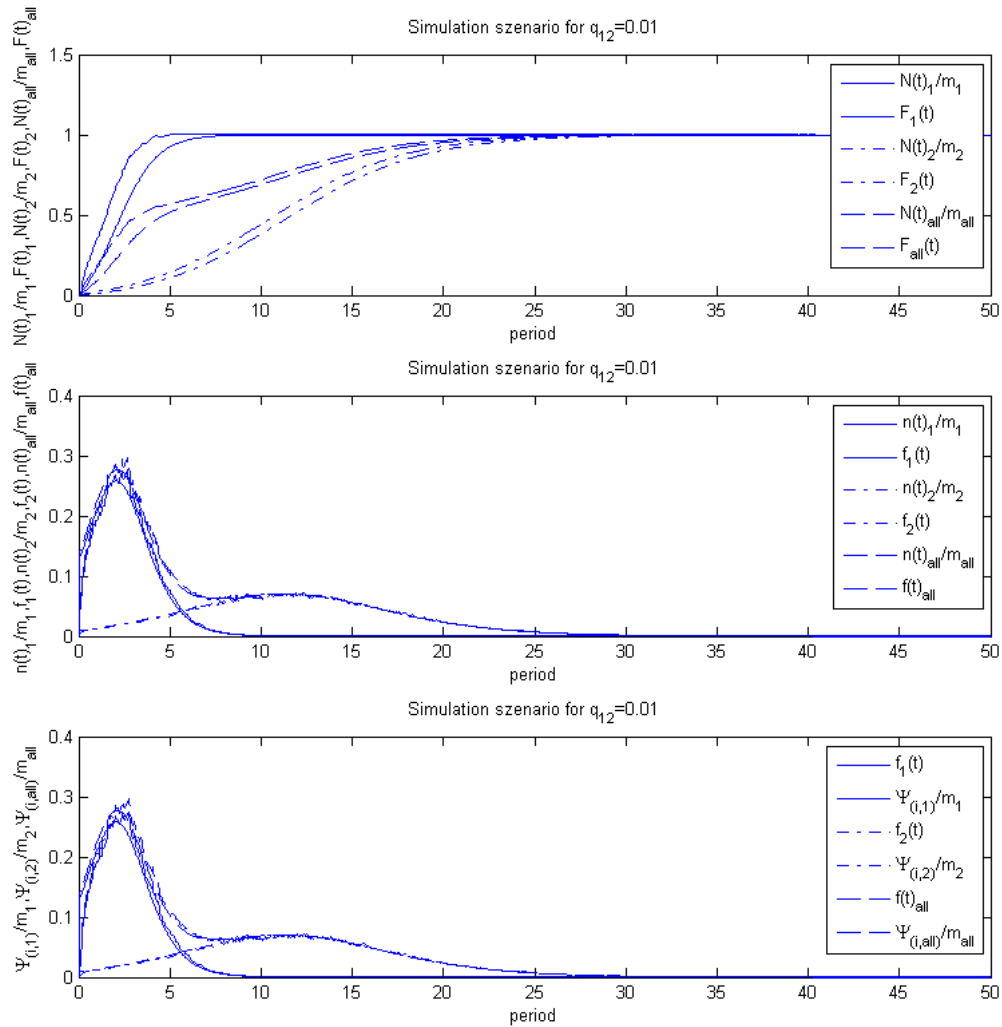 Simulation szenario for q12=0.01
N(t)1/m1,F(t)1,N(t)2/m2,F(t)2,N(t)all/mall,F(t)all
1.5
1
0.5
0
0 5 10 15 20 25 30 35 40 45 50
period
N(t)1/m1
F1(t)
N(t)2/m2
F2(t)
N(t)all/mall
Fall(t)
Simulation szenario for q12=0.01
n(t)1/m1,f1(t),n(t)2/m2,f2(t),n(t)all/mall,f(t)all
0.4
0.3
0.2
0.1
0
0 5 10 15 20 25 30 35 40 45 50
period
n(t)1/m1
f1(t)
n(t)2/m2
f2(t)
n(t)all/mall
f(t)all
Simulation szenario for q12=0.01
Ψ(i,1)/m1,Ψ(i,2)/m2,Ψ(i,all)/mall
0.4
0.3
0.2
0.1
0
0 5 10 15 20 25 30 35 40 45 50
period
f1(t)
Ψ(i,1)/m1
f2(t)
Ψ(i,2)/m2
f(t)all
Ψ(i,all)/mall